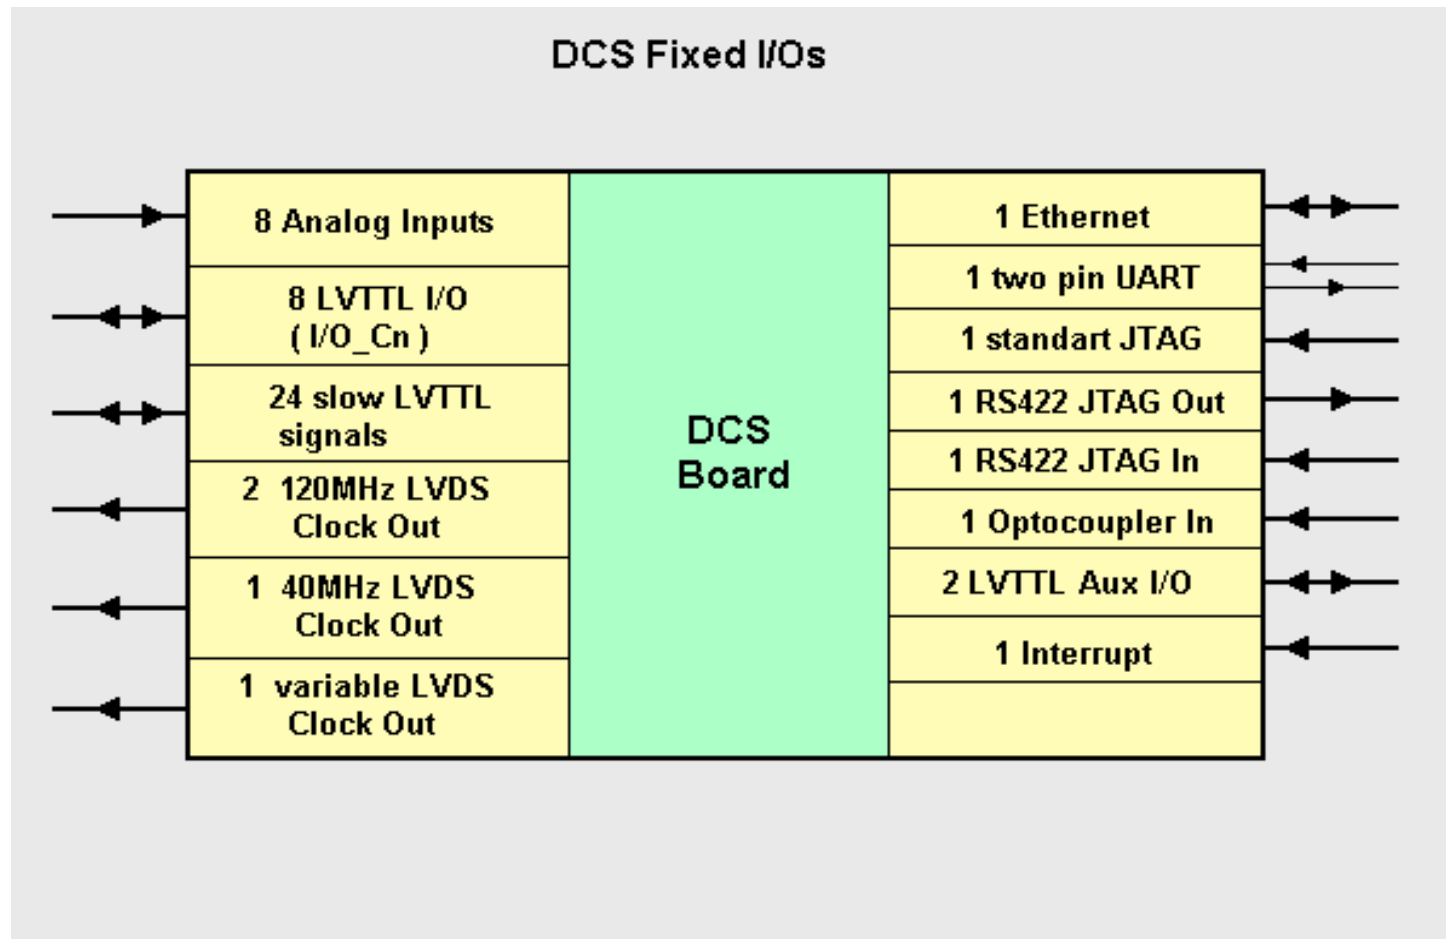 DCS Fixed I/Os
8 Analog Inputs
8 LVTTL I/O
( I/O_Cn )
24 slow LVTTL
signals
2 120MHz LVDS
Clock Out
1 40MHz LVDS
Clock Out
1 variable LVDS
Clock Out
DCS
Board
1 Ethernet
1 two pin UART
1 standart JTAG
1 RS422 JTAG Out
1 RS422 JTAG In
1 Optocoupler In
2 LVTTL Aux I/O
1 Interrupt